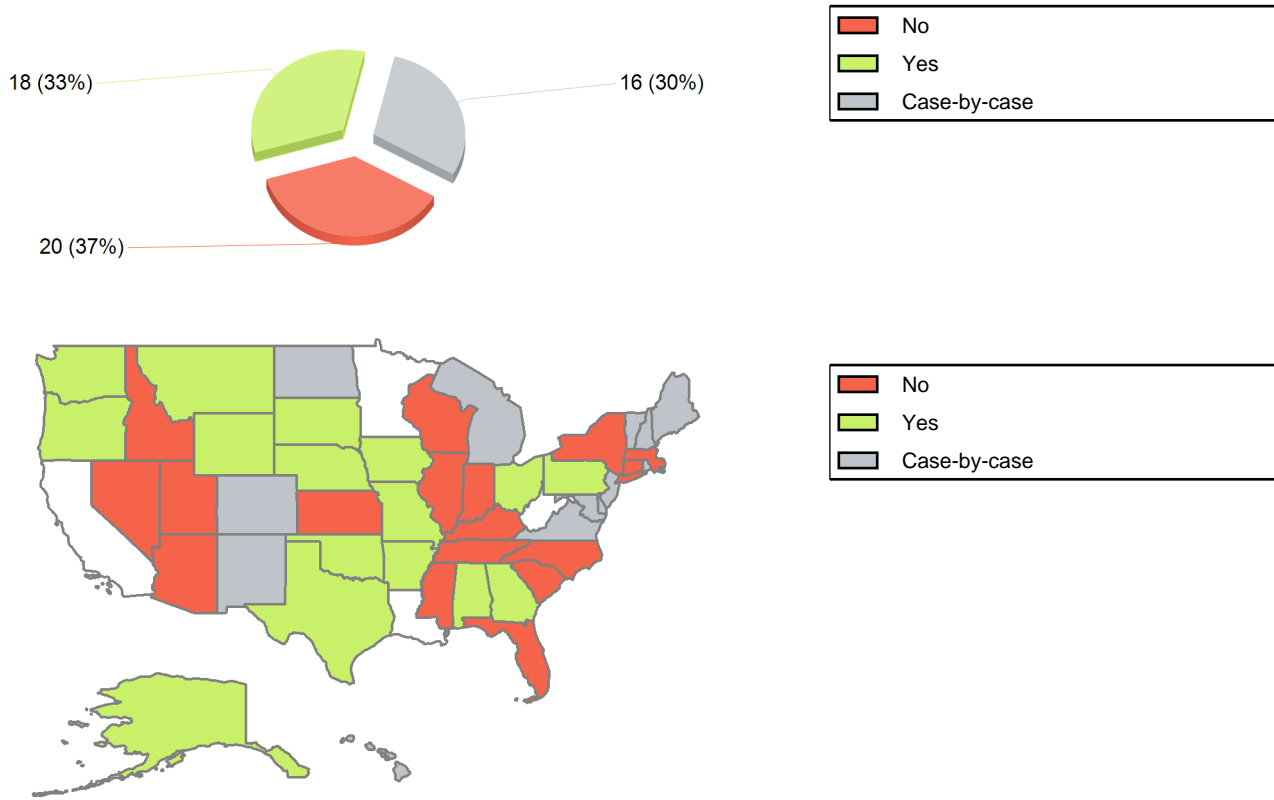 No
Yes
Case-by-case
18 (33%)
16 (30%)
20 (37%)
No
Yes
Case-by-case